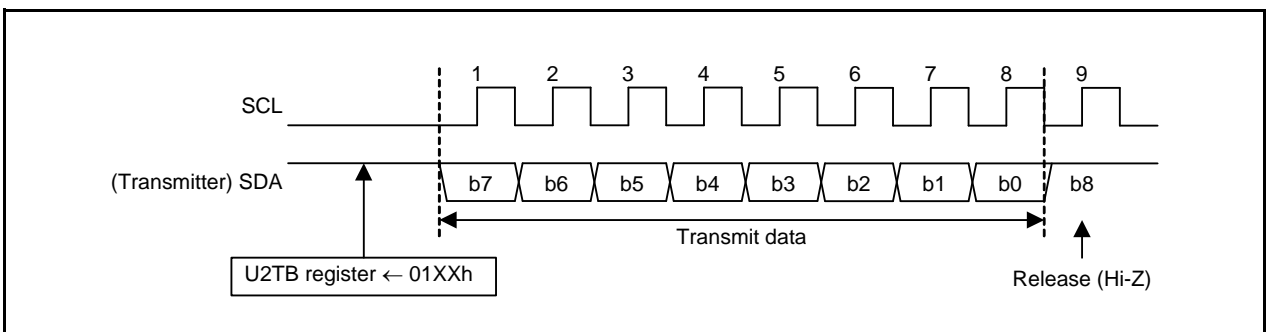 1 2 3 4 5 6 7 8 9
SCL
(Transmitter) SDA b7 b6 b5 b4 b3 b2 b1 b0 b8
Transmit data
U2TB register ← 01XXh
Release (Hi-Z)